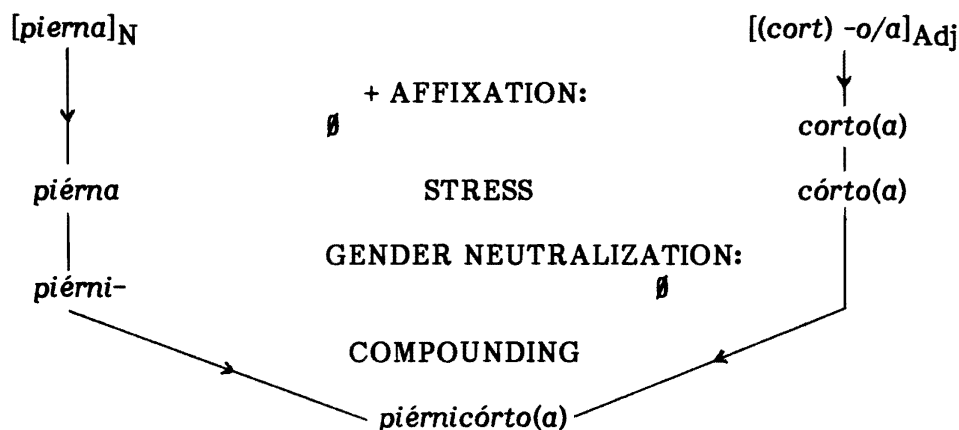 [pierna]N [(cort) -o/a]Adj
+ AFFIXATION:
ø corto(a)
piérna STRESS córto(a)
GENDER NEUTRALIZATION:
piérni- ø
COMPOUNDING
piérnicórto(a)